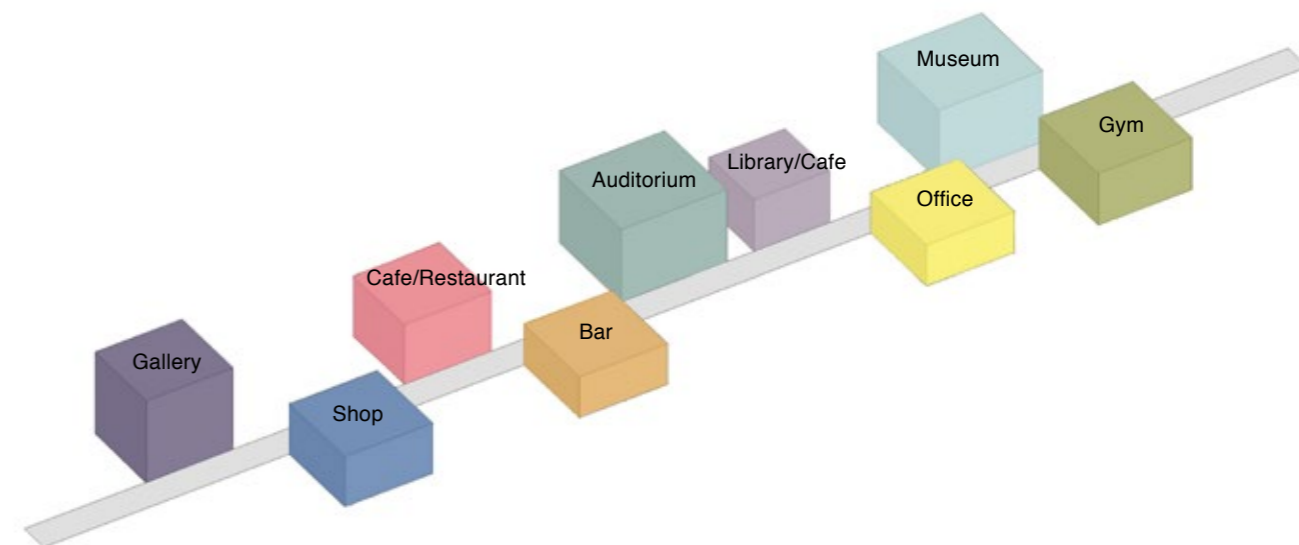 Museum
Gym
Library/Cafe
Auditorium
Office
Cafe/Restaurant
Bar
Gallery
Shop